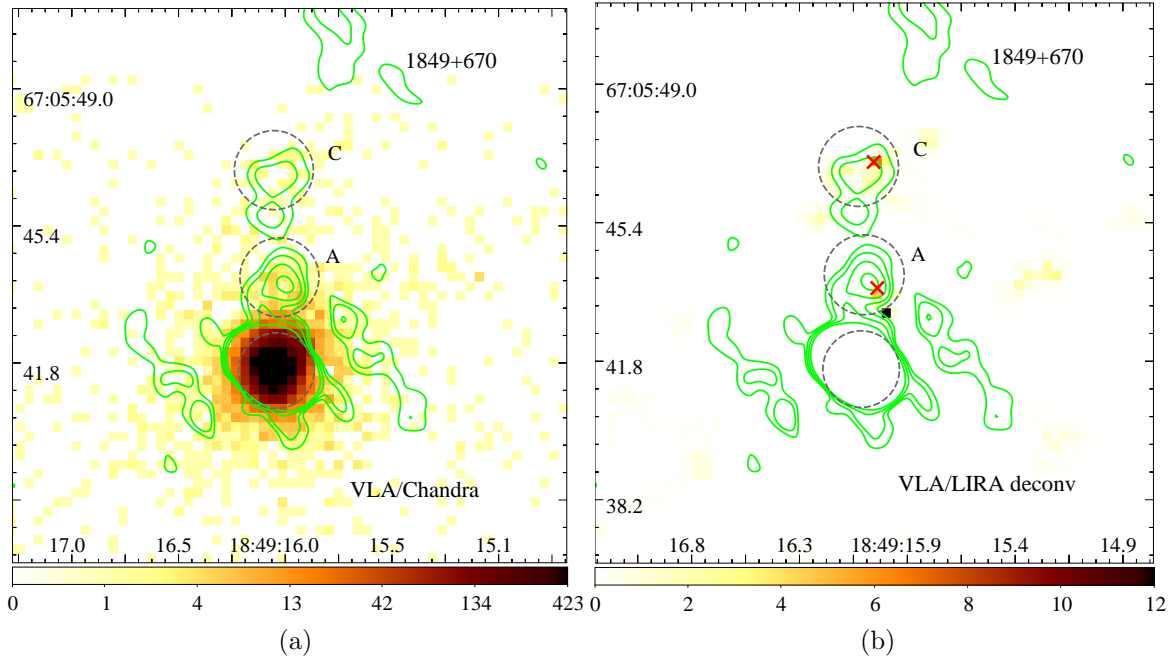 1849+670
67:05:49.0
C
45.4
A
41.8
VLA/Chandra
17.0 16.5 18:49:16.0 15.5 15.1
0 1 4 13 42 134 423
(a)
1849+670
67:05:49.0
C
45.4
A
41.8
VLA/LIRA deconv
38.2
16.8 16.3 18:49:15.9 15.4 14.9
0 2 4 6 8 10 12
(b)